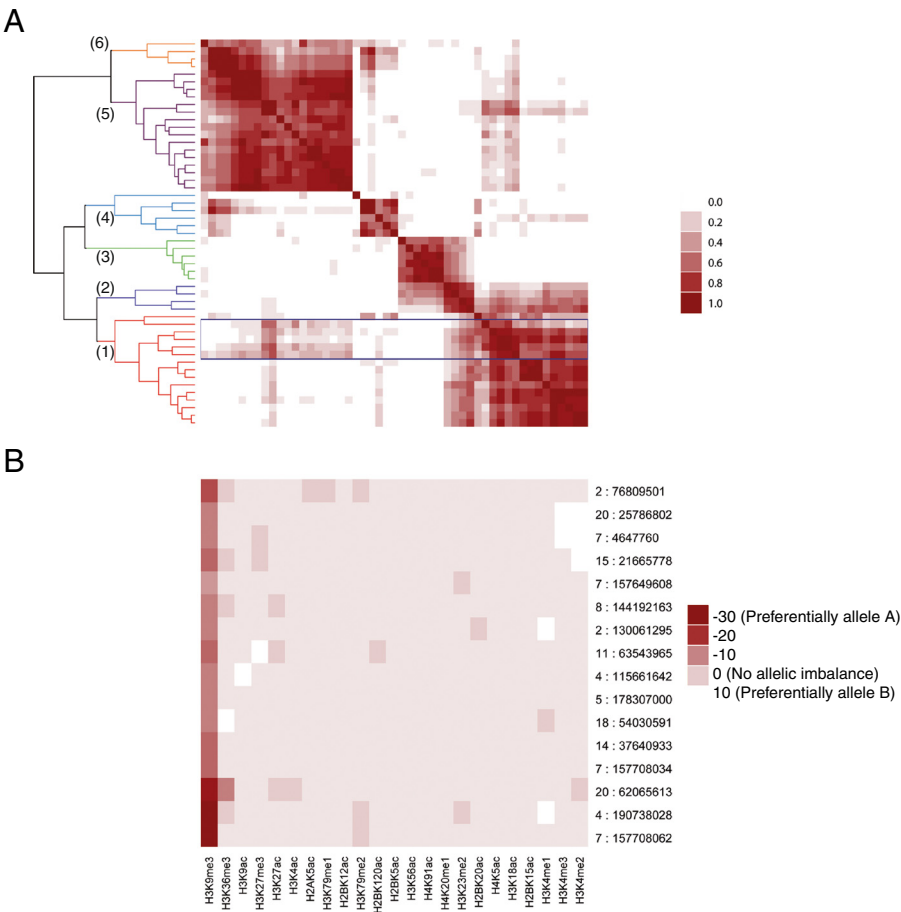 A
(6)
(5)
(4)
(3)
(2)
(1)
0.0
0.2
0.4
0.6
0.8
1.0
B
2 : 76809501
20 : 25786802
7 : 4647760
15 : 21665778
7 : 157649608
8 : 144192163
2 : 130061295
11 : 63543965
4 : 115661642
5 : 178307000
18 : 54030591
14 : 37640933
7 : 157708034
20 : 62065613
4 : 190738028
7 : 157708062
-30 (Preferentially allele A)
-20
-10
0 (No allelic imbalance)
10 (Preferentially allele B)
H3K9me3
H3K36me3
H3K9ac
H3K27me3
H3K27ac
H3K4ac
H2AK5ac
H3K79me1
H2BK12ac
H3K79me2
H2BK120ac
H2BK5ac
H3K56ac
H4K91ac
H4K20me1
H3K23me2
H2BK20ac
H4K5ac
H3K18ac
H2BK15ac
H3K4me1
H3K4me3
H3K4me2